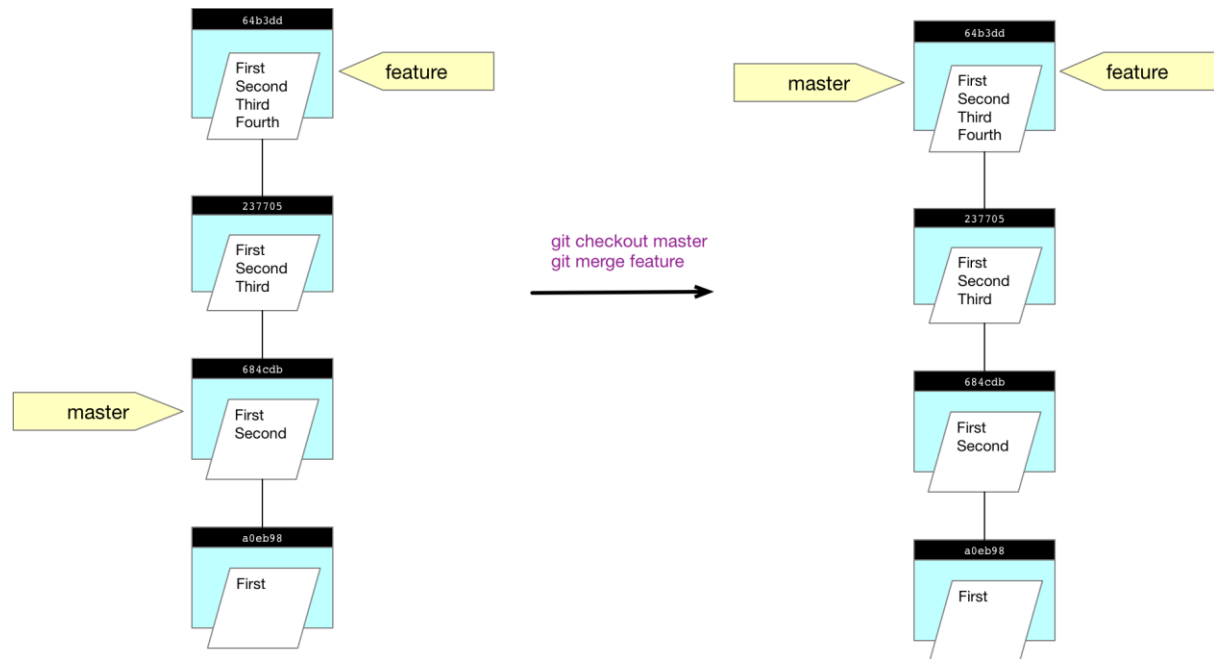 64b3dd
First
Second
Third
Fourth
feature
237705
First
Second
Third
684cdb
master
First
Second
a0eb98
First
git checkout master
git merge feature
64b3dd
master
First
Second
Third
Fourth
feature
237705
First
Second
Third
684cdb
First
Second
a0eb98
First